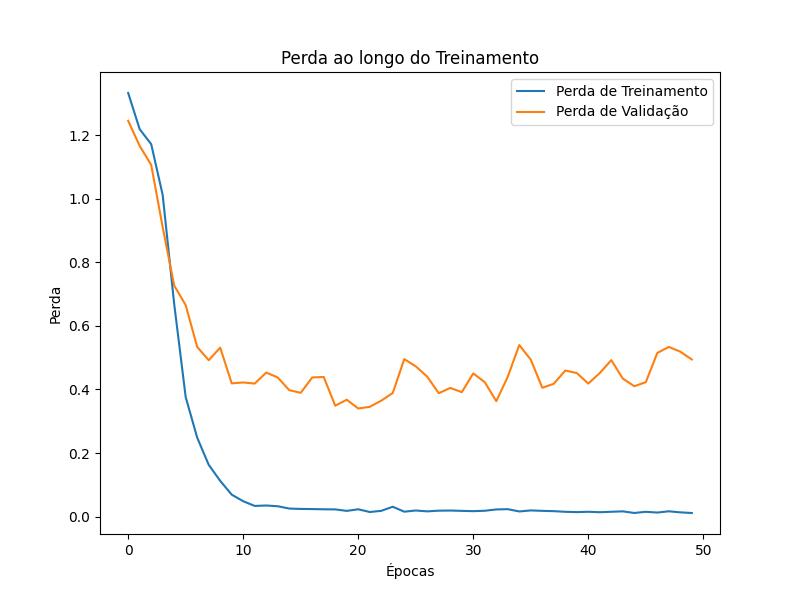 Perda ao longo do Treinamento
Perda de Treinamento
Perda de Validação
1.2
1.0
0.8
0.6
0.4
0.2
0.0
Perda
0 10 20 30 40 50
Épocas